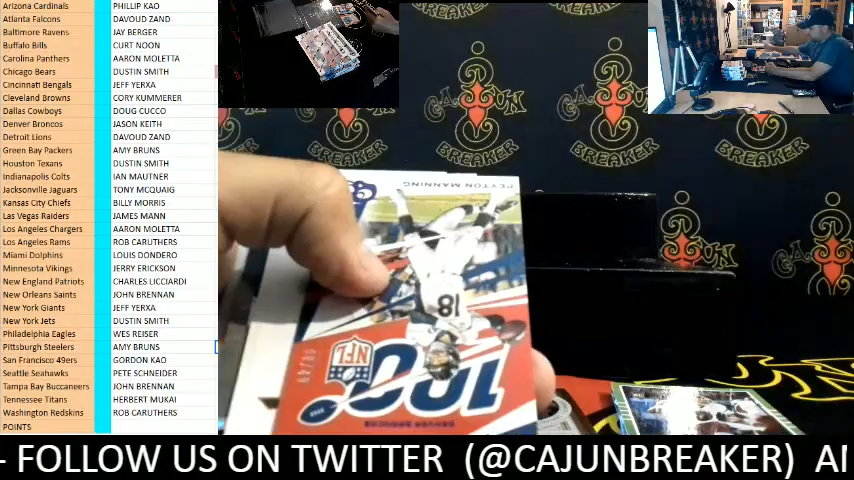 Arizona Cardinals PHILLIP KAO
Atlanta Falcons DAVOUD ZAND
Baltimore Ravens JAY BERGER
Buffalo Bills CURT NOON
Carolina Panthers AARON MOLETTA
Chicago Bears DUSTIN SMITH
Cincinnati Bengals JEFF YERXA
Cleveland Browns CORY KUMMERER
Dallas Cowboys DOUG CUCCO
Denver Broncos JASON KEITH
Detroit Lions DAVOUD ZAND
Green Bay Packers AMY BRUNS
Houston Texans DUSTIN SMITH
Indianapolis Colts IAN MAUTNER
Jacksonville Jaguars TONY MCQUAIG
Kansas City Chiefs BILLY MORRIS
Las Vegas Raiders JAMES MANN
Los Angeles Chargers AARON MOLETTA
Los Angeles Rams ROB CARUTHERS
Miami Dolphins LOUIS DONDERO
Minnesota Vikings JERRY ERICKSON
New England Patriots CHARLES LICCIARDI
New Orleans Saints JOHN BRENNAN
New York Giants JEFF YERXA
New York Jets DUSTIN SMITH
Philadelphia Eagles WES REISER
Pittsburgh Steelers AMY BRUNS
San Francisco 49ers GORDON KAO
Seattle Seahawks PETE SCHNEIDER
Tampa Bay Buccaneers JOHN BRENNAN
Tennessee Titans HERBERT MUKAI
Washington Redskins ROB CARUTHERS
POINTS
CAJUN
BREAKER
PEYTON MANNING
18
NFL
100
DENVER BRONCOS
- FOLLOW US ON TWITTER (@CAJUNBREAKER) AI